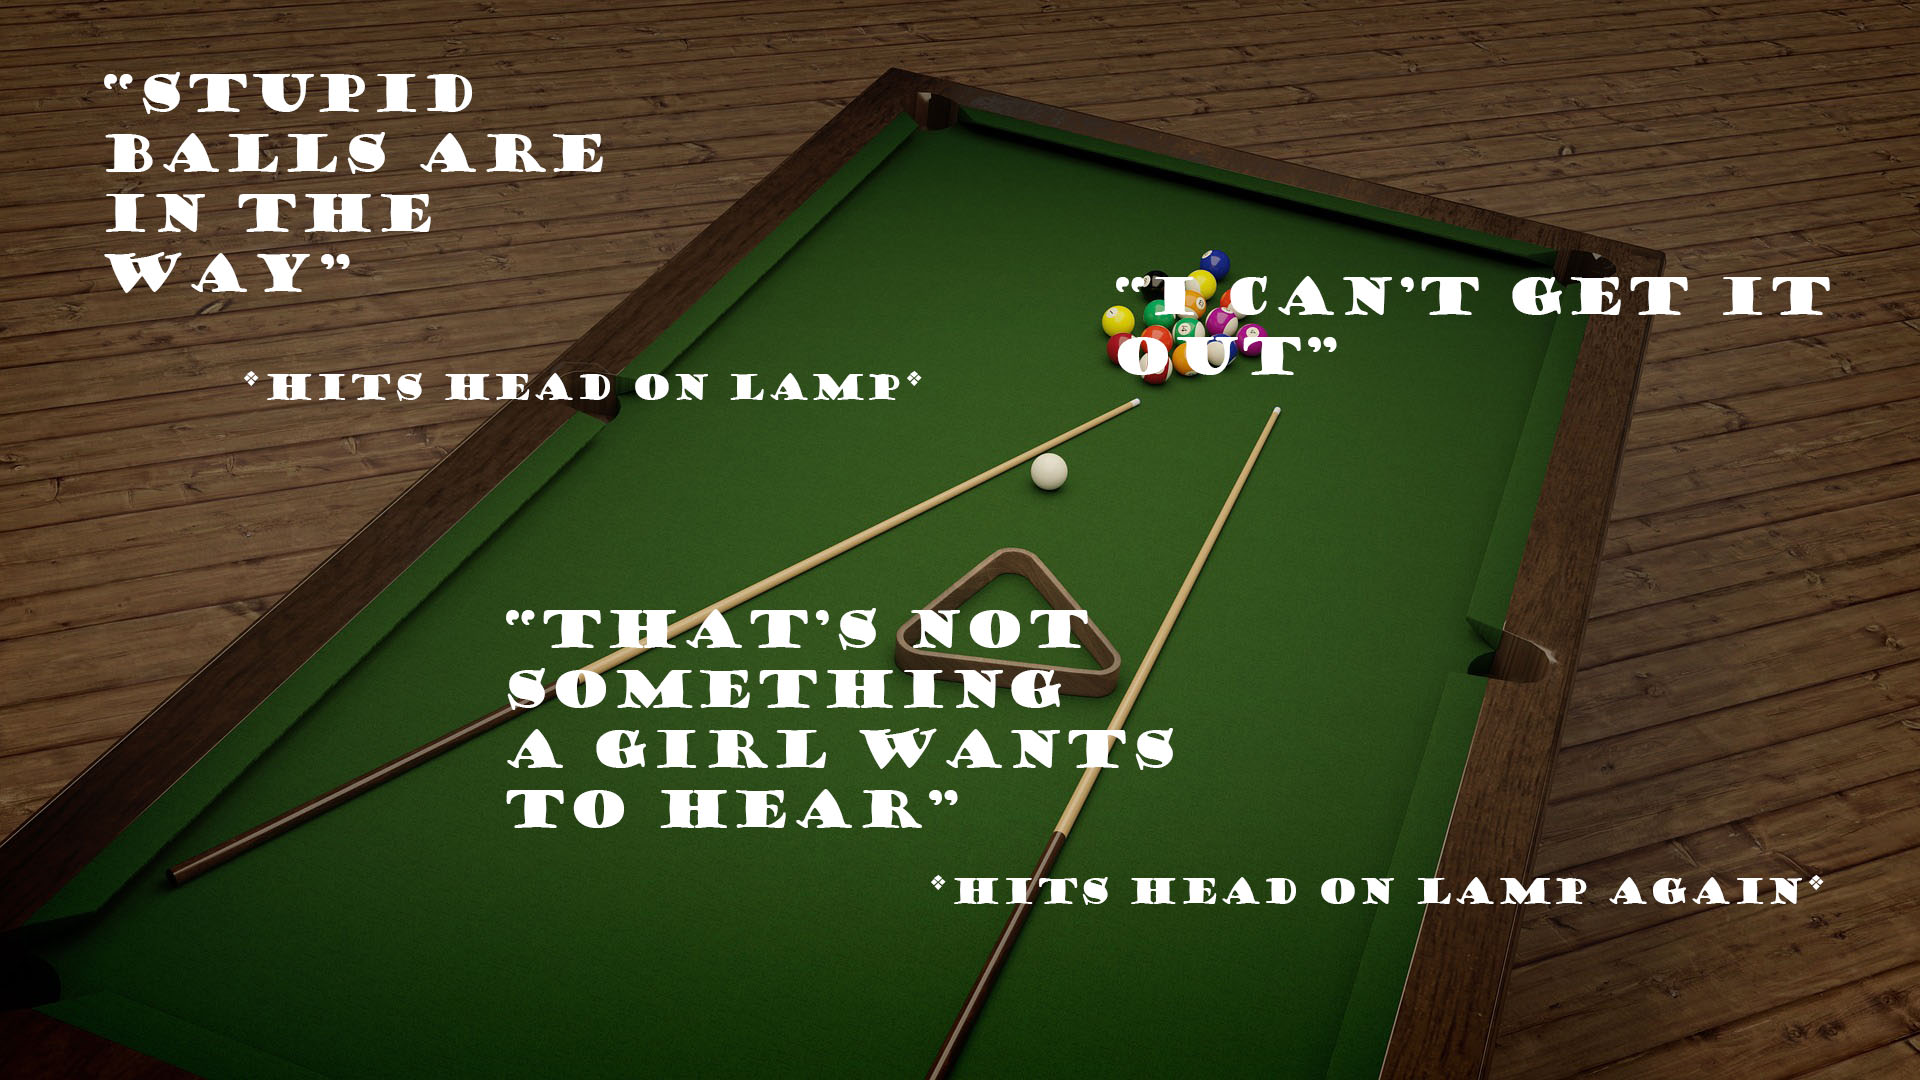 “STUPID
BALLS ARE
IN THE
WAY”
“I CAN’T GET IT
OUT”
*HITS HEAD ON LAMP*
“THAT’S NOT
SOMETHING
A GIRL WANTS
TO HEAR”
*HITS HEAD ON LAMP AGAIN*